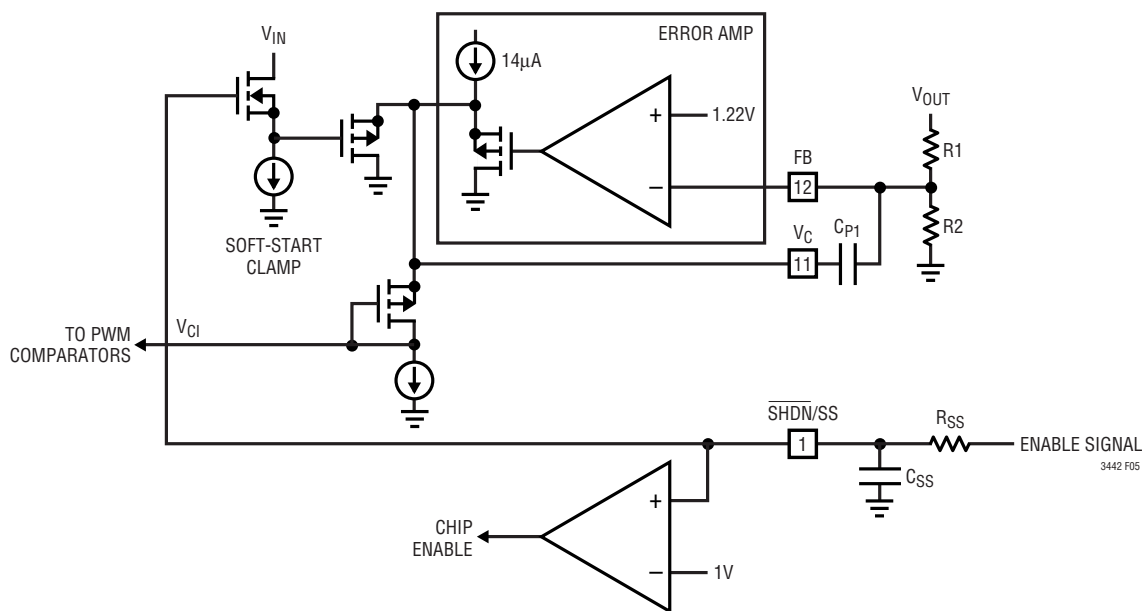 ERROR AMP
V_IN
14µA
+
1.22V
−
V_OUT
R1
FB
12
R2
SOFT-START
CLAMP
V_C
11
C_P1
TO PWM
COMPARATORS
V_CI
SHDN/SS
1
R_SS
ENABLE SIGNAL
3442 F05
C_SS
+
CHIP
ENABLE
−
1V